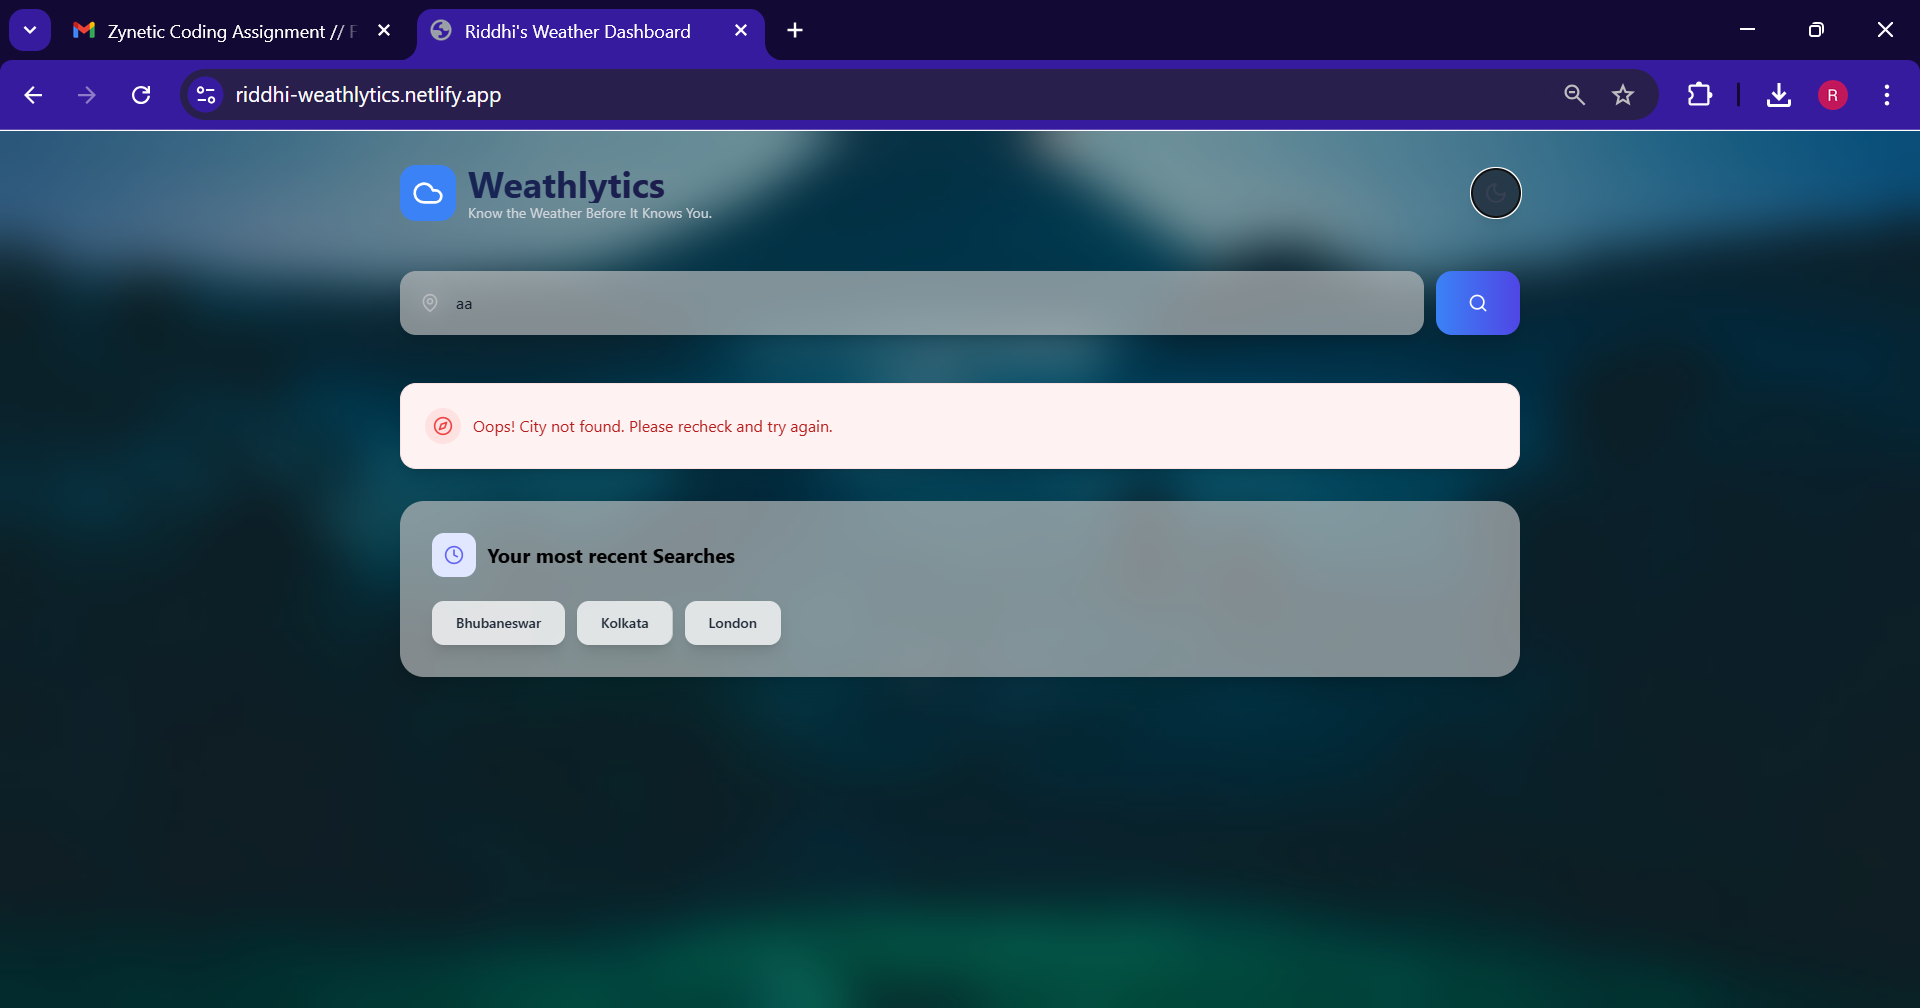 Zynetic Coding Assignment // F
Riddhi's Weather Dashboard
riddhi-weathlytics.netlify.app
R
Weathlytics
Know the Weather Before It Knows You.
aa
Oops! City not found. Please recheck and try again.
Your most recent Searches
Bhubaneswar
Kolkata
London